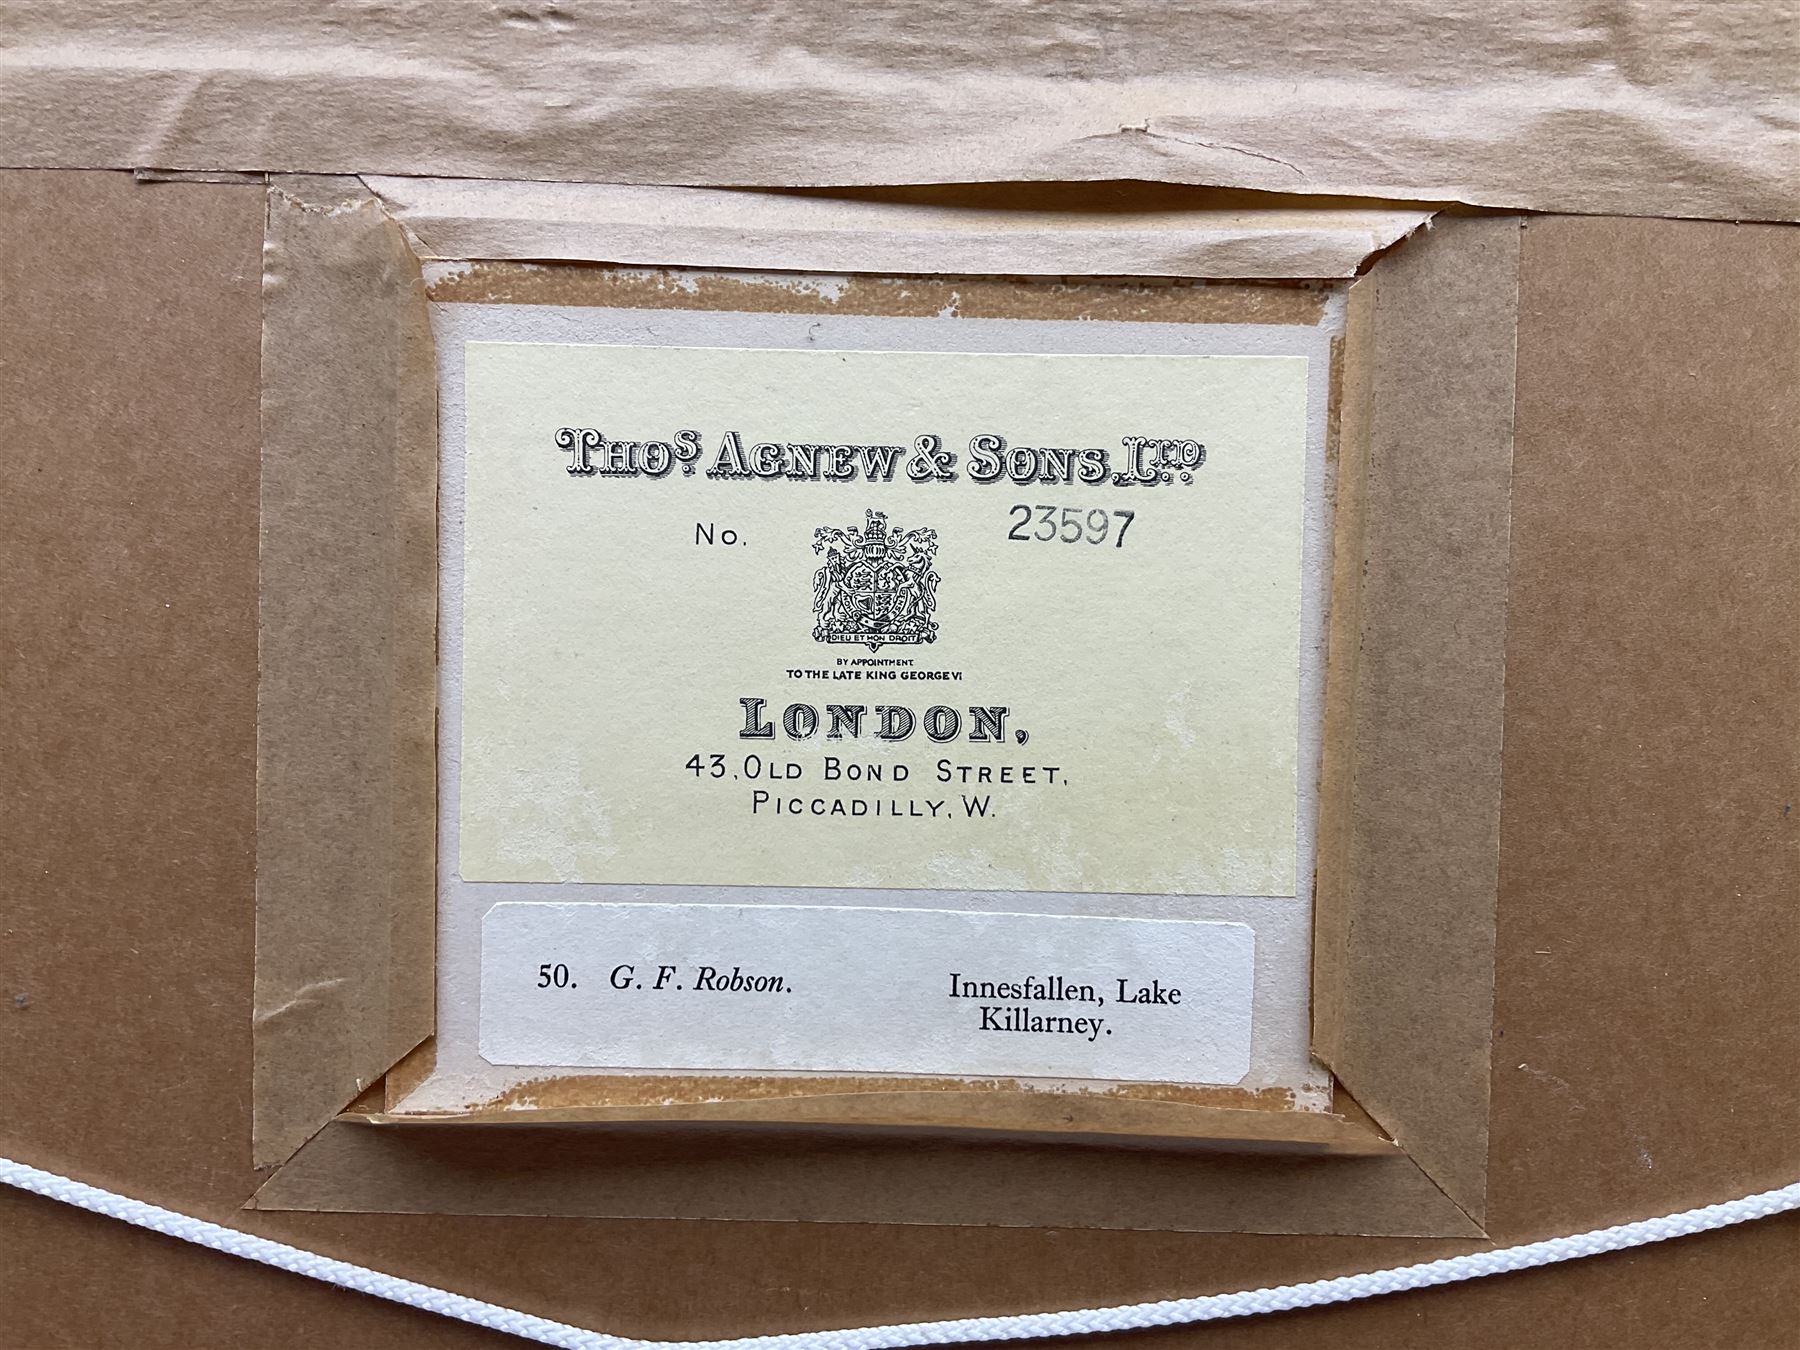 THOS. AGNEW & SONS, LTD.
No. 23597
DIEU ET MON DROIT
BY APPOINTMENT
TO THE LATE KING GEORGE VI
LONDON,
43, OLD BOND STREET,
PICCADILLY, W.
50. G. F. Robson. Innesfallen, Lake
Killarney.